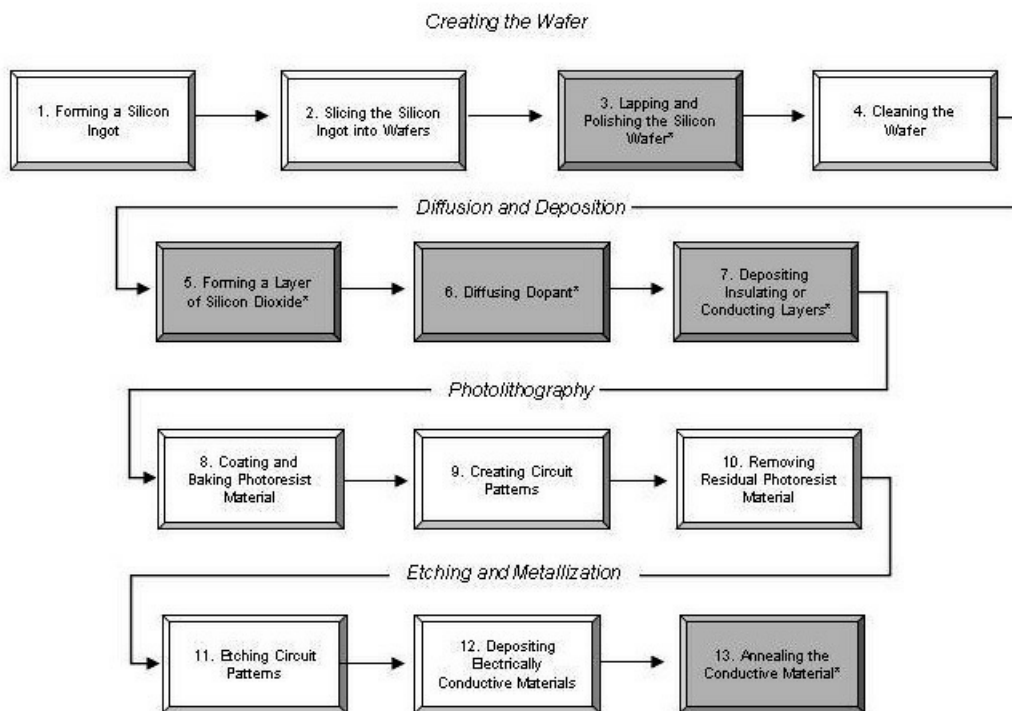 Creating the Wafer
1. Forming a Silicon
Ingot
2. Slicing the Silicon
Ingot into Wafers
3. Lapping and
Polishing the Silicon
Wafer*
4. Cleaning the
Wafer
Diffusion and Deposition
5. Forming a Layer
of Silicon Dioxide*
6. Diffusing Dopant*
7. Depositing
Insulating or
Conducting Layers*
Photolithography
8. Coating and
Baking Photoresist
Material
9. Creating Circuit
Patterns
10. Removing
Residual Photoresist
Material
Etching and Metallization
11. Etching Circuit
Patterns
12. Depositing
Electrically
Conductive Materials
13. Annealing the
Conductive Material*